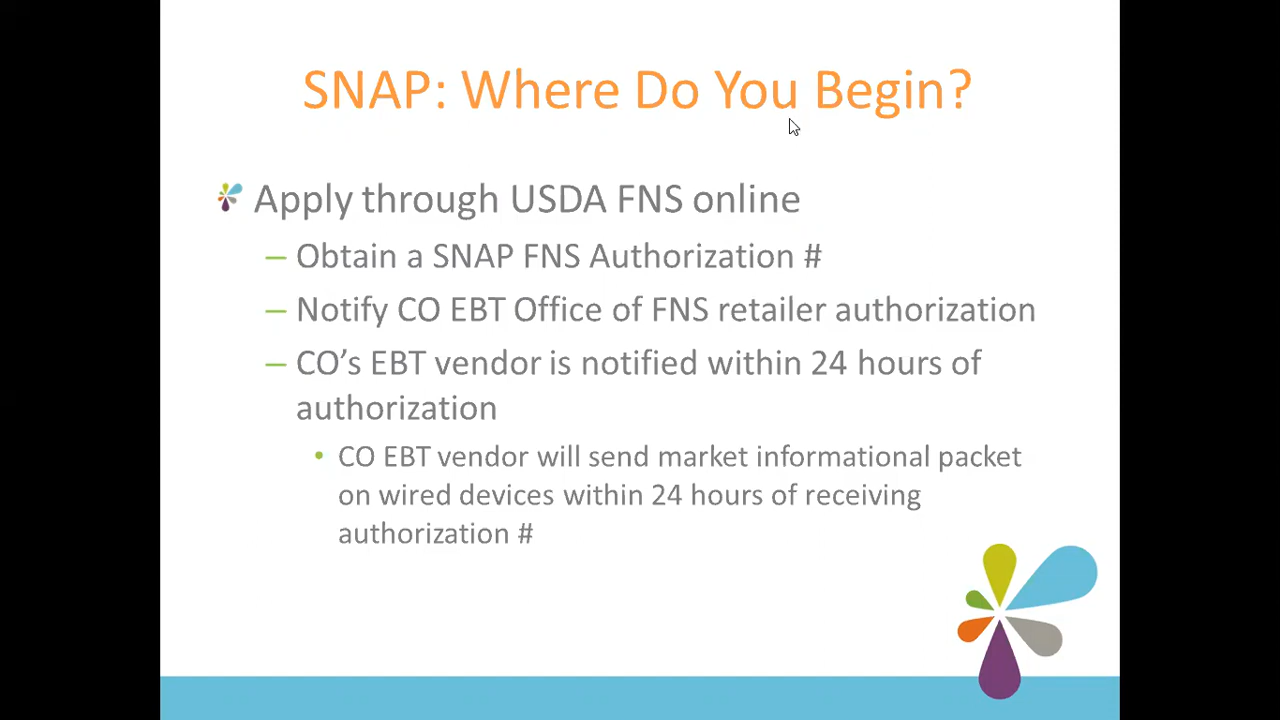 SNAP: Where Do You Begin?
Apply through USDA FNS online
– Obtain a SNAP FNS Authorization #
– Notify CO EBT Office of FNS retailer authorization
– CO’s EBT vendor is notified within 24 hours of
authorization
• CO EBT vendor will send market informational packet
on wired devices within 24 hours of receiving
authorization #